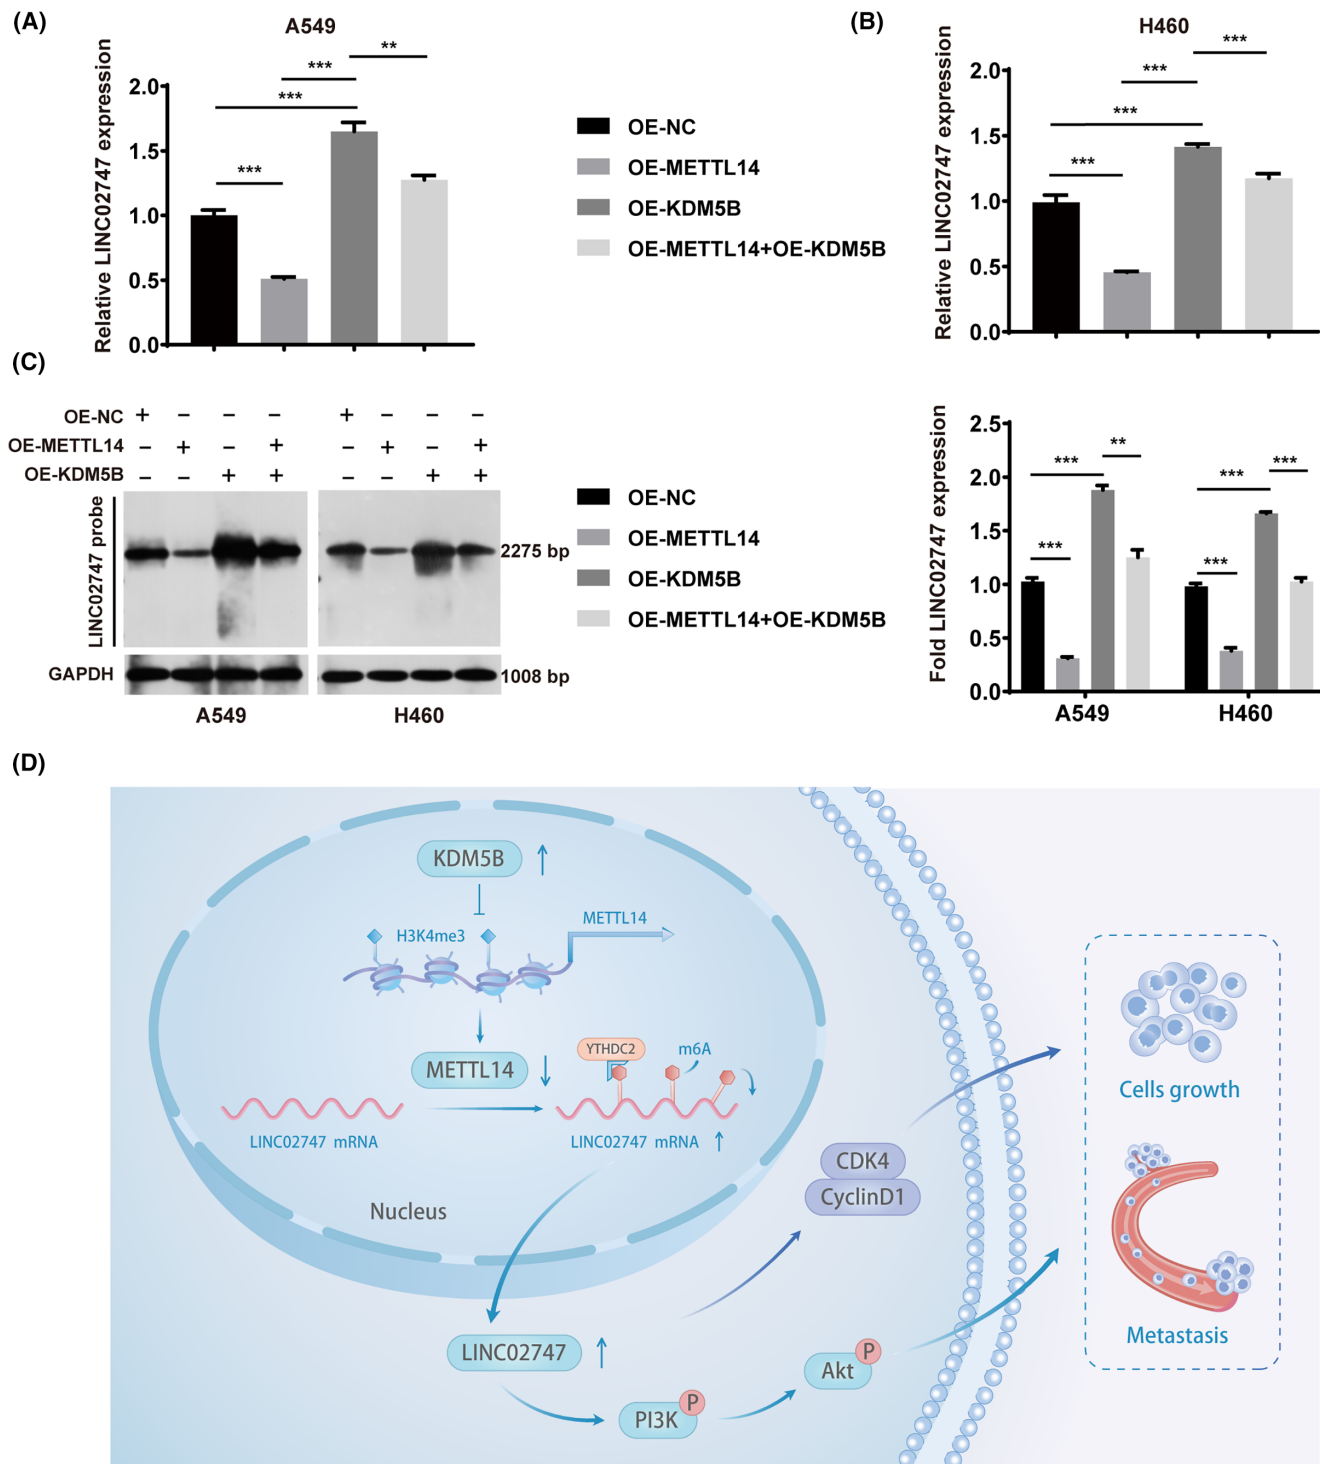 (A)
A549
Relative LINC02747 expression
2.0
1.5
1.0
0.5
0.0
***
***
***
**
OE-NC
OE-METTL14
OE-KDM5B
OE-METTL14+OE-KDM5B
(B)
H460
Relative LINC02747 expression
2.0
1.5
1.0
0.5
0.0
***
***
***
***
(C)
OE-NC + − − − + − − −
OE-METTL14 − + − + − + − +
OE-KDM5B − − + + − − + +
LINC02747 probe
2275 bp
GAPDH
1008 bp
A549 H460
OE-NC
OE-METTL14
OE-KDM5B
OE-METTL14+OE-KDM5B
Fold LINC02747 expression
2.5
2.0
1.5
1.0
0.5
0.0
***
***
**
***
***
***
A549 H460
(D)
KDM5B
METTL14
H3K4me3
METTL14
YTHDC2
m6A
LINC02747 mRNA
LINC02747 mRNA
Nucleus
CDK4
CyclinD1
LINC02747
PI3K
P
Akt
P
Cells growth
Metastasis